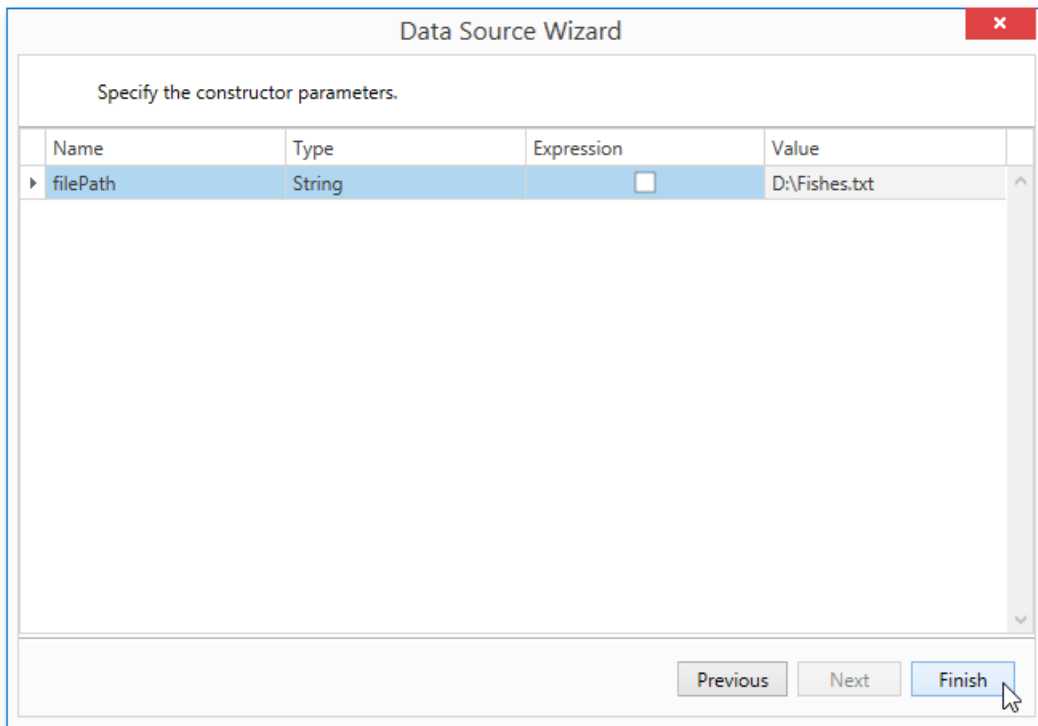 Data Source Wizard
Specify the constructor parameters.
Name Type Expression Value
filePath String D:\Fishes.txt
Previous Next Finish